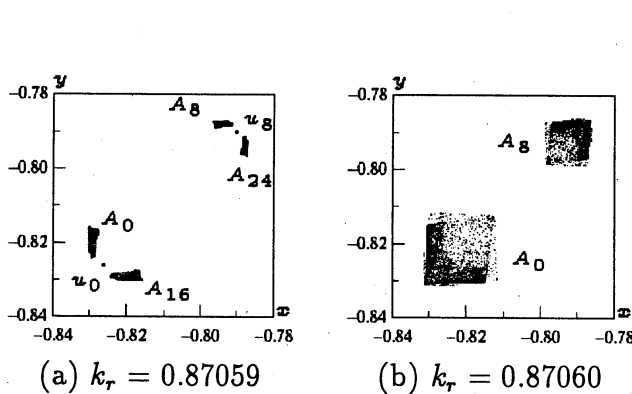 y
-0.78
A8
u8
-0.80
A24
A0
-0.82
u0
A16
x
-0.84
-0.84 -0.82 -0.80 -0.78
(a) k_r = 0.87059
y
-0.78
A8
-0.80
-0.82
A0
x
-0.84
-0.84 -0.82 -0.80 -0.78
(b) k_r = 0.87060